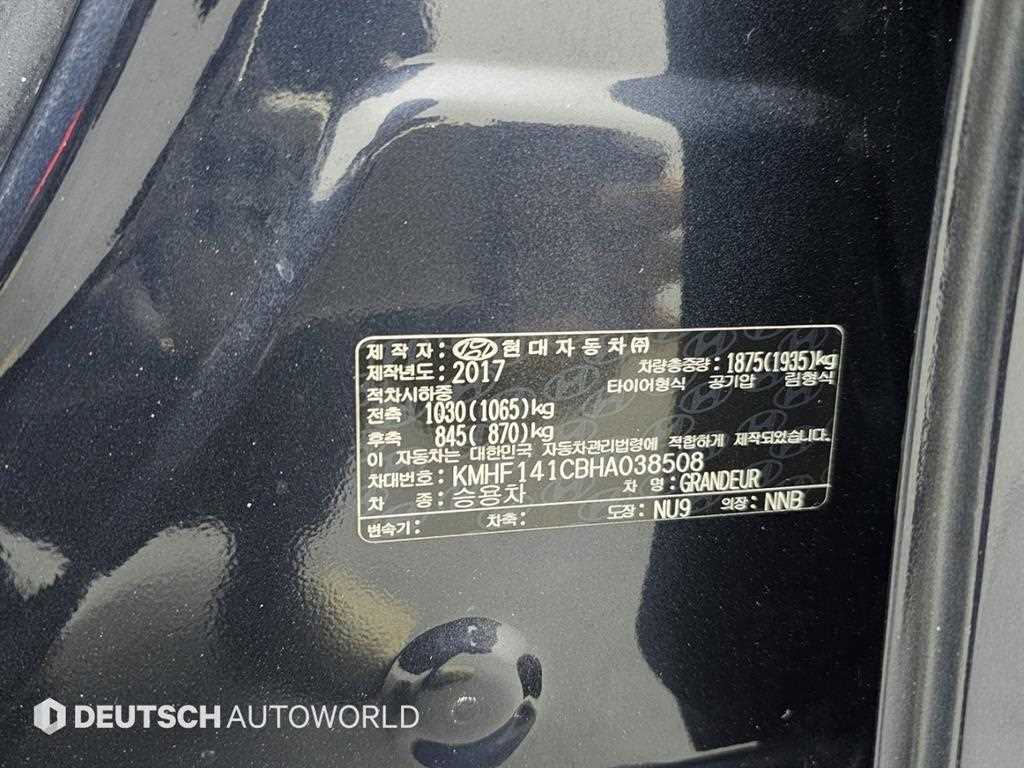 제 작 자: 현대자동차㈜
제작년도: 2017 차량총중량: 1875(1935)kg
적차시하중 타이어형식 공기압 림형식
전축 1030(1065)kg
후축 845( 870)kg
이 자동차는 대한민국 자동차관리법령에 적합하게 제작되었습니다.
차대번호: KMHF141CBHA038508
차 종: 승용차 차 명: GRANDEUR
변속기: 차축: 도장: NU9 의장: NNB
DEUTSCH AUTOWORLD